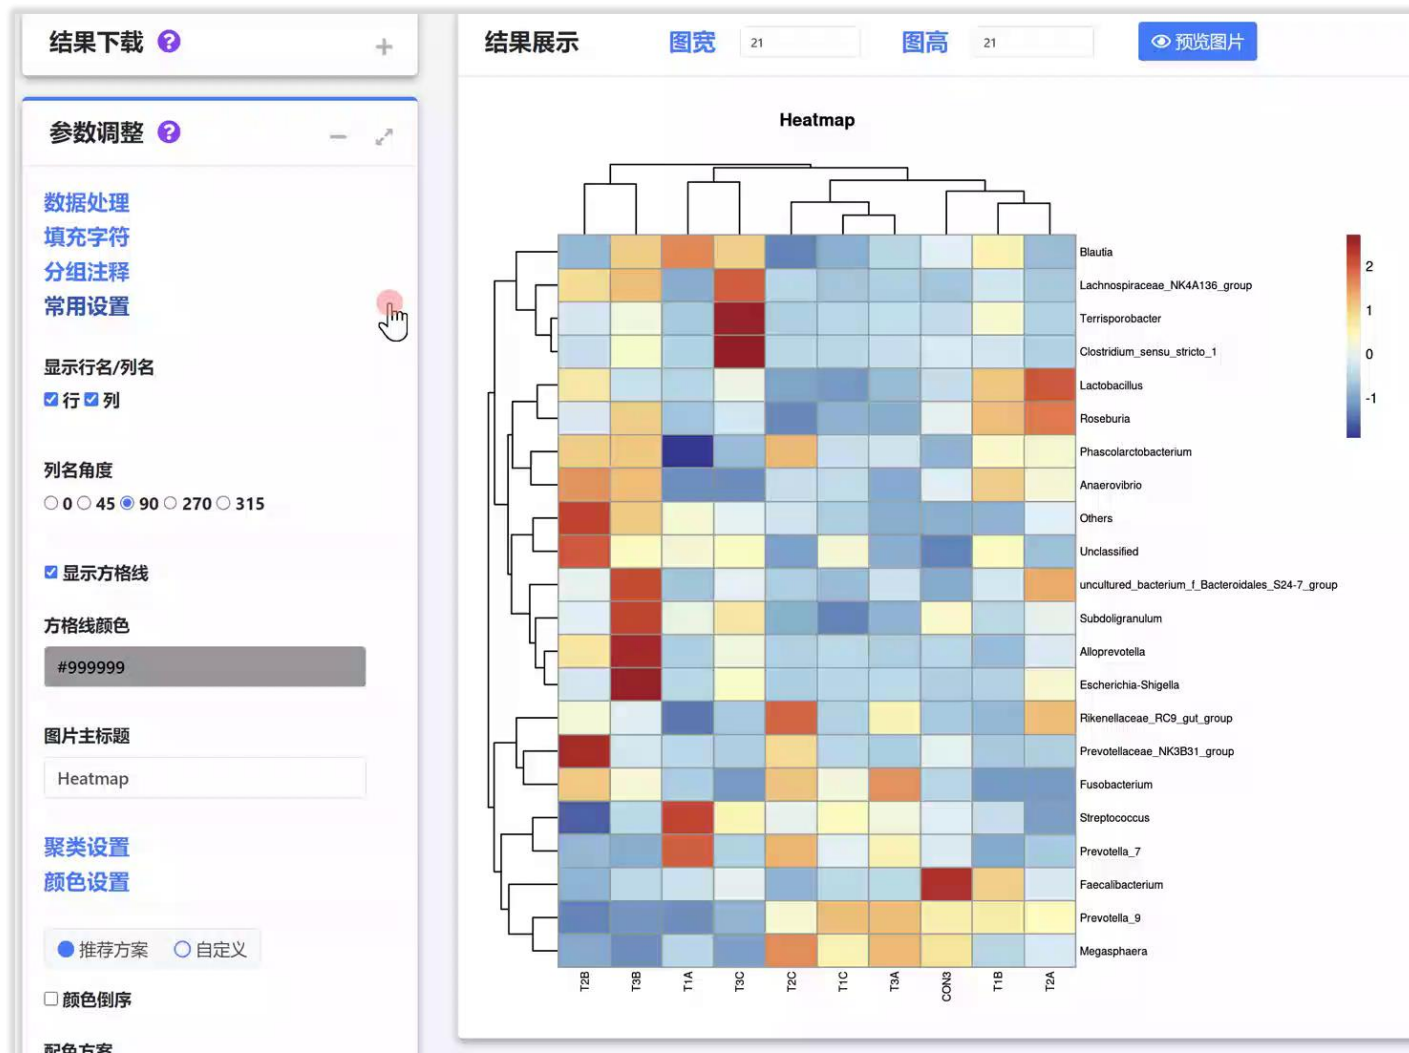 结果下载
参数调整
数据处理
填充字符
分组注释
常用设置
显示行名/列名
行 列
列名角度
0 45 90 270 315
显示方格线
方格线颜色
#999999
图片主标题
Heatmap
聚类设置
颜色设置
推荐方案 自定义
颜色倒序
配色方案
结果展示 图宽 21 图高 21 预览图片
Heatmap
Blautia
Lachnospiraceae_NK4A136_group
Terrisporobacter
Clostridium_sensu_stricto_1
Lactobacillus
Roseburia
Phascolarctobacterium
Anaerovibrio
Others
Unclassified
uncultured_bacterium_f_Bacteroidales_S24-7_group
Subdoligranulum
Alloprevotella
Escherichia-Shigella
Rikenellaceae_RC9_gut_group
Prevotellaceae_NK3B31_group
Fusobacterium
Streptococcus
Prevotella_7
Faecalibacterium
Prevotella_9
Megasphaera
T2B T3B T1A T3C T2C T1C T3A CON3 T1B T2A
2
1
0
-1